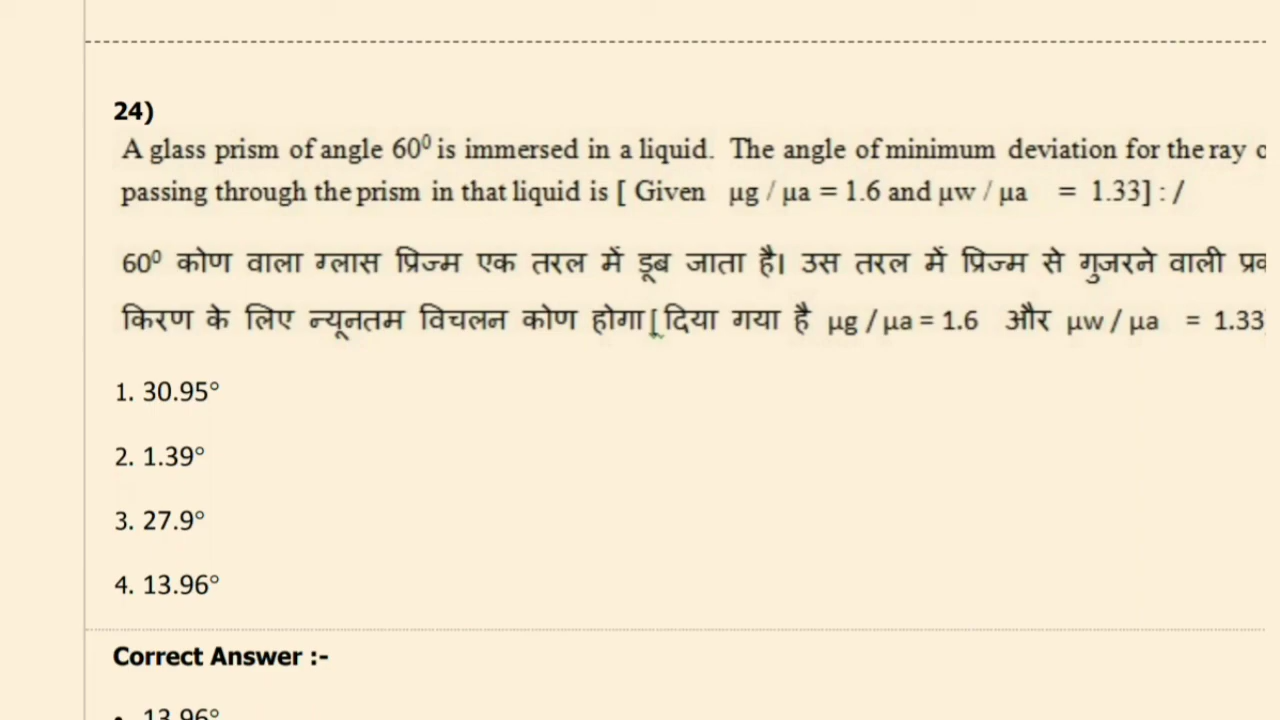 24)
A glass prism of angle 60⁰ is immersed in a liquid. The angle of minimum deviation for the ray
passing through the prism in that liquid is [ Given μg / μa = 1.6 and μw / μa = 1.33] : /
60⁰ कोण वाला ग्लास प्रिज्म एक तरल में डूब जाता है। उस तरल में प्रिज्म से गुजरने वाली
किरण के लिए न्यूनतम विचलन कोण होगा [ दिया गया है μg / μa = 1.6 और μw / μa = 1.33
1. 30.95°
2. 1.39°
3. 27.9°
4. 13.96°
Correct Answer :-
• 13.96°